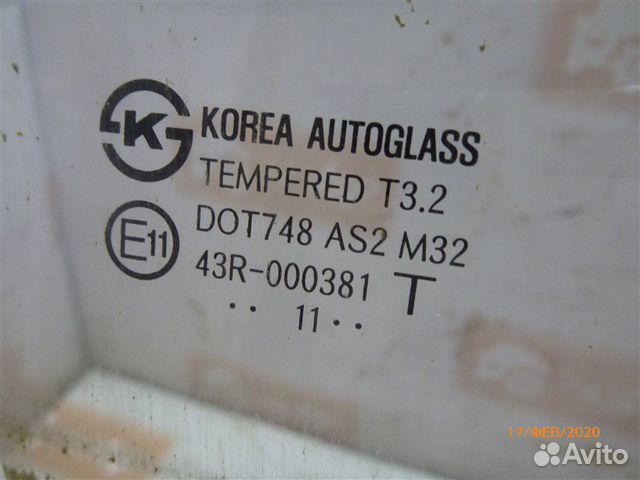 K KOREA AUTOGLASS
TEMPERED T3.2
DOT748 AS2 M32
E11 43R-000381 T
·· 11 ··
17/ФЕВ/2020
Avito